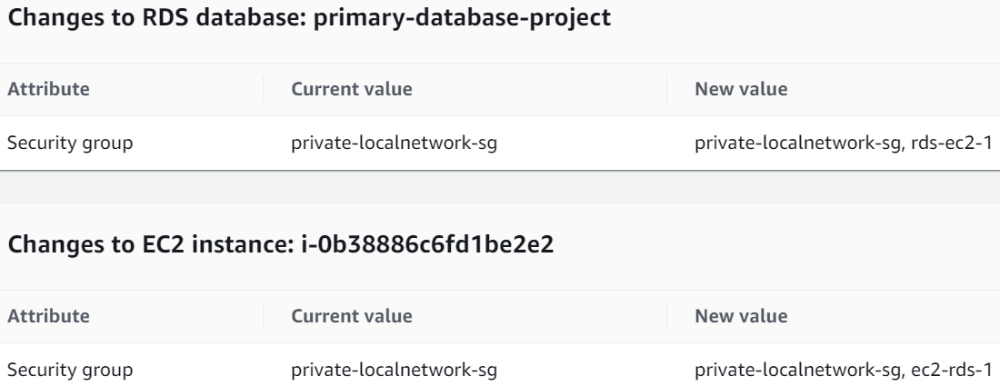 Changes to RDS database: primary-database-project
Attribute Current value New value
Security group private-localnetwork-sg private-localnetwork-sg, rds-ec2-1
Changes to EC2 instance: i-0b38886c6fd1be2e2
Attribute Current value New value
Security group private-localnetwork-sg private-localnetwork-sg, ec2-rds-1